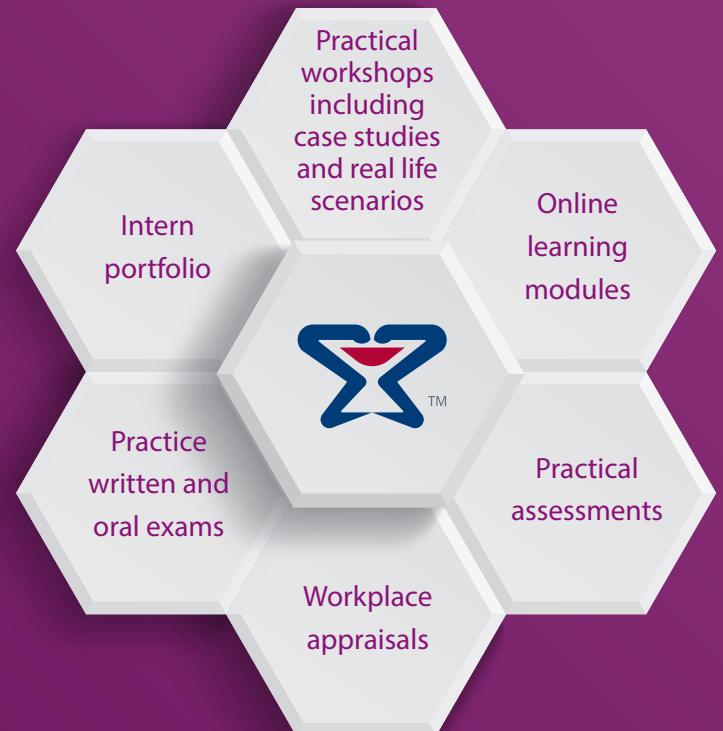 Practical
workshops
including
case studies
and real life
scenarios
Online
learning
modules
Practical
assessments
Workplace
appraisals
Practice
written and
oral exams
Intern
portfolio
TM